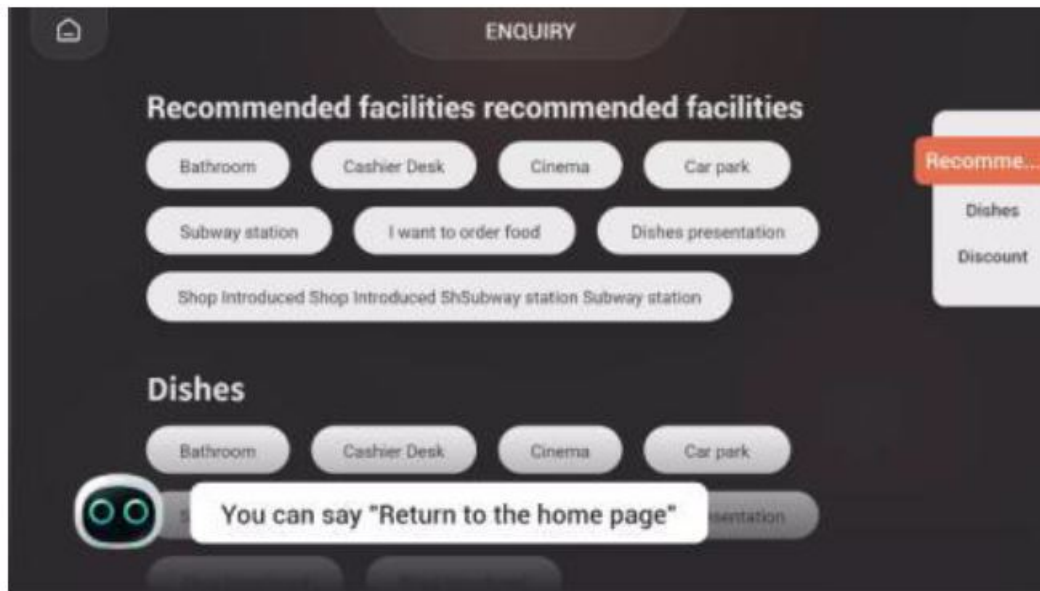 ENQUIRY
Recommended facilities recommended facilities
Bathroom Cashier Desk Cinema Car park
Recomme...
Subway station I want to order food Dishes presentation
Dishes
Discount
Shop Introduced Shop Introduced ShSubway station Subway station
Dishes
Bathroom Cashier Desk Cinema Car park
You can say "Return to the home page"